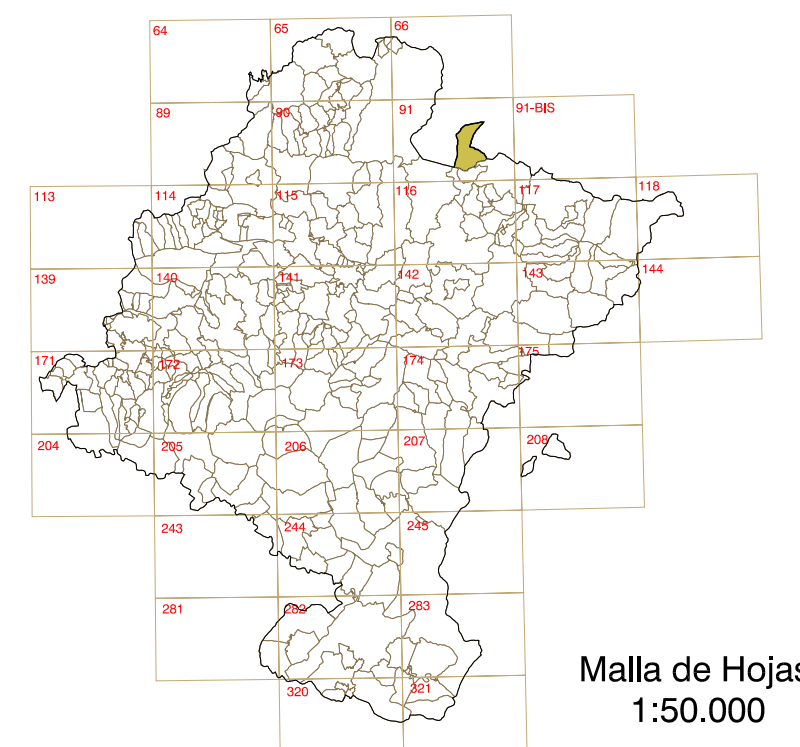 64 65 66
89 90 91 91-BIS
113 114 115 116 117 118
139 140 141 142 143 144
171 172 173 174 175
204 205 206 207 208
243 244 245
281 282 283
320 321
Malla de Hojas
1:50.000